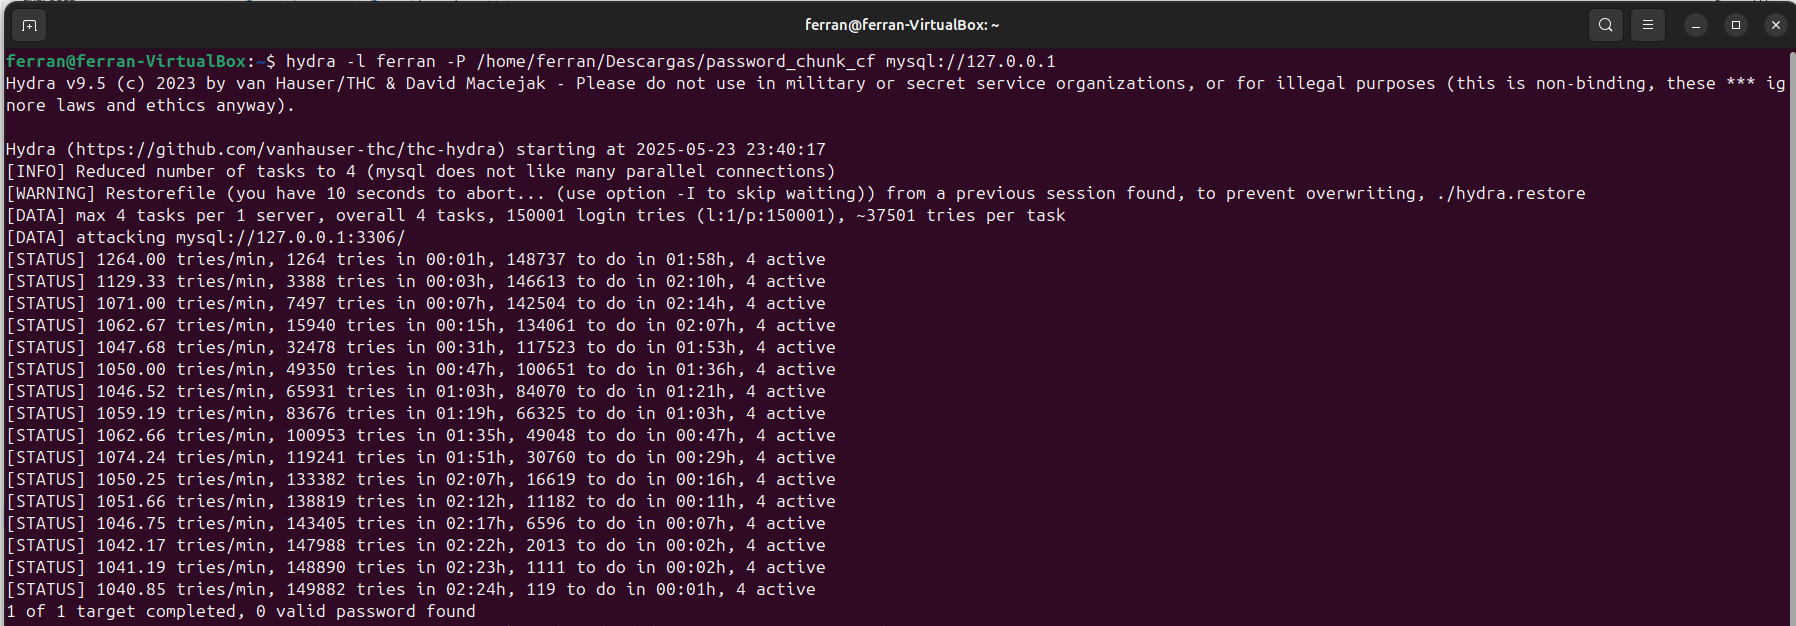 ferran@ferran-VirtualBox: ~
ferran@ferran-VirtualBox:~$ hydra -l ferran -P /home/ferran/Descargas/password_chunk_cf mysql://127.0.0.1
Hydra v9.5 (c) 2023 by van Hauser/THC & David Maciejak - Please do not use in military or secret service organizations, or for illegal purposes (this is non-binding, these *** ig
nore laws and ethics anyway).
Hydra (https://github.com/vanhauser-thc/thc-hydra) starting at 2025-05-23 23:40:17
[INFO] Reduced number of tasks to 4 (mysql does not like many parallel connections)
[WARNING] Restorefile (you have 10 seconds to abort... (use option -I to skip waiting)) from a previous session found, to prevent overwriting, ./hydra.restore
[DATA] max 4 tasks per 1 server, overall 4 tasks, 150001 login tries (l:1/p:150001), ~37501 tries per task
[DATA] attacking mysql://127.0.0.1:3306/
[STATUS] 1264.00 tries/min, 1264 tries in 00:01h, 148737 to do in 01:58h, 4 active
[STATUS] 1129.33 tries/min, 3388 tries in 00:03h, 146613 to do in 02:10h, 4 active
[STATUS] 1071.00 tries/min, 7497 tries in 00:07h, 142504 to do in 02:14h, 4 active
[STATUS] 1062.67 tries/min, 15940 tries in 00:15h, 134061 to do in 02:07h, 4 active
[STATUS] 1047.68 tries/min, 32478 tries in 00:31h, 117523 to do in 01:53h, 4 active
[STATUS] 1050.00 tries/min, 49350 tries in 00:47h, 100651 to do in 01:36h, 4 active
[STATUS] 1046.52 tries/min, 65931 tries in 01:03h, 84070 to do in 01:21h, 4 active
[STATUS] 1059.19 tries/min, 83676 tries in 01:19h, 66325 to do in 01:03h, 4 active
[STATUS] 1062.66 tries/min, 100953 tries in 01:35h, 49048 to do in 00:47h, 4 active
[STATUS] 1074.24 tries/min, 119241 tries in 01:51h, 30760 to do in 00:29h, 4 active
[STATUS] 1050.25 tries/min, 133382 tries in 02:07h, 16619 to do in 00:16h, 4 active
[STATUS] 1051.66 tries/min, 138819 tries in 02:12h, 11182 to do in 00:11h, 4 active
[STATUS] 1046.75 tries/min, 143405 tries in 02:17h, 6596 to do in 00:07h, 4 active
[STATUS] 1042.17 tries/min, 147988 tries in 02:22h, 2013 to do in 00:02h, 4 active
[STATUS] 1041.19 tries/min, 148890 tries in 02:23h, 1111 to do in 00:02h, 4 active
[STATUS] 1040.85 tries/min, 149882 tries in 02:24h, 119 to do in 00:01h, 4 active
1 of 1 target completed, 0 valid password found